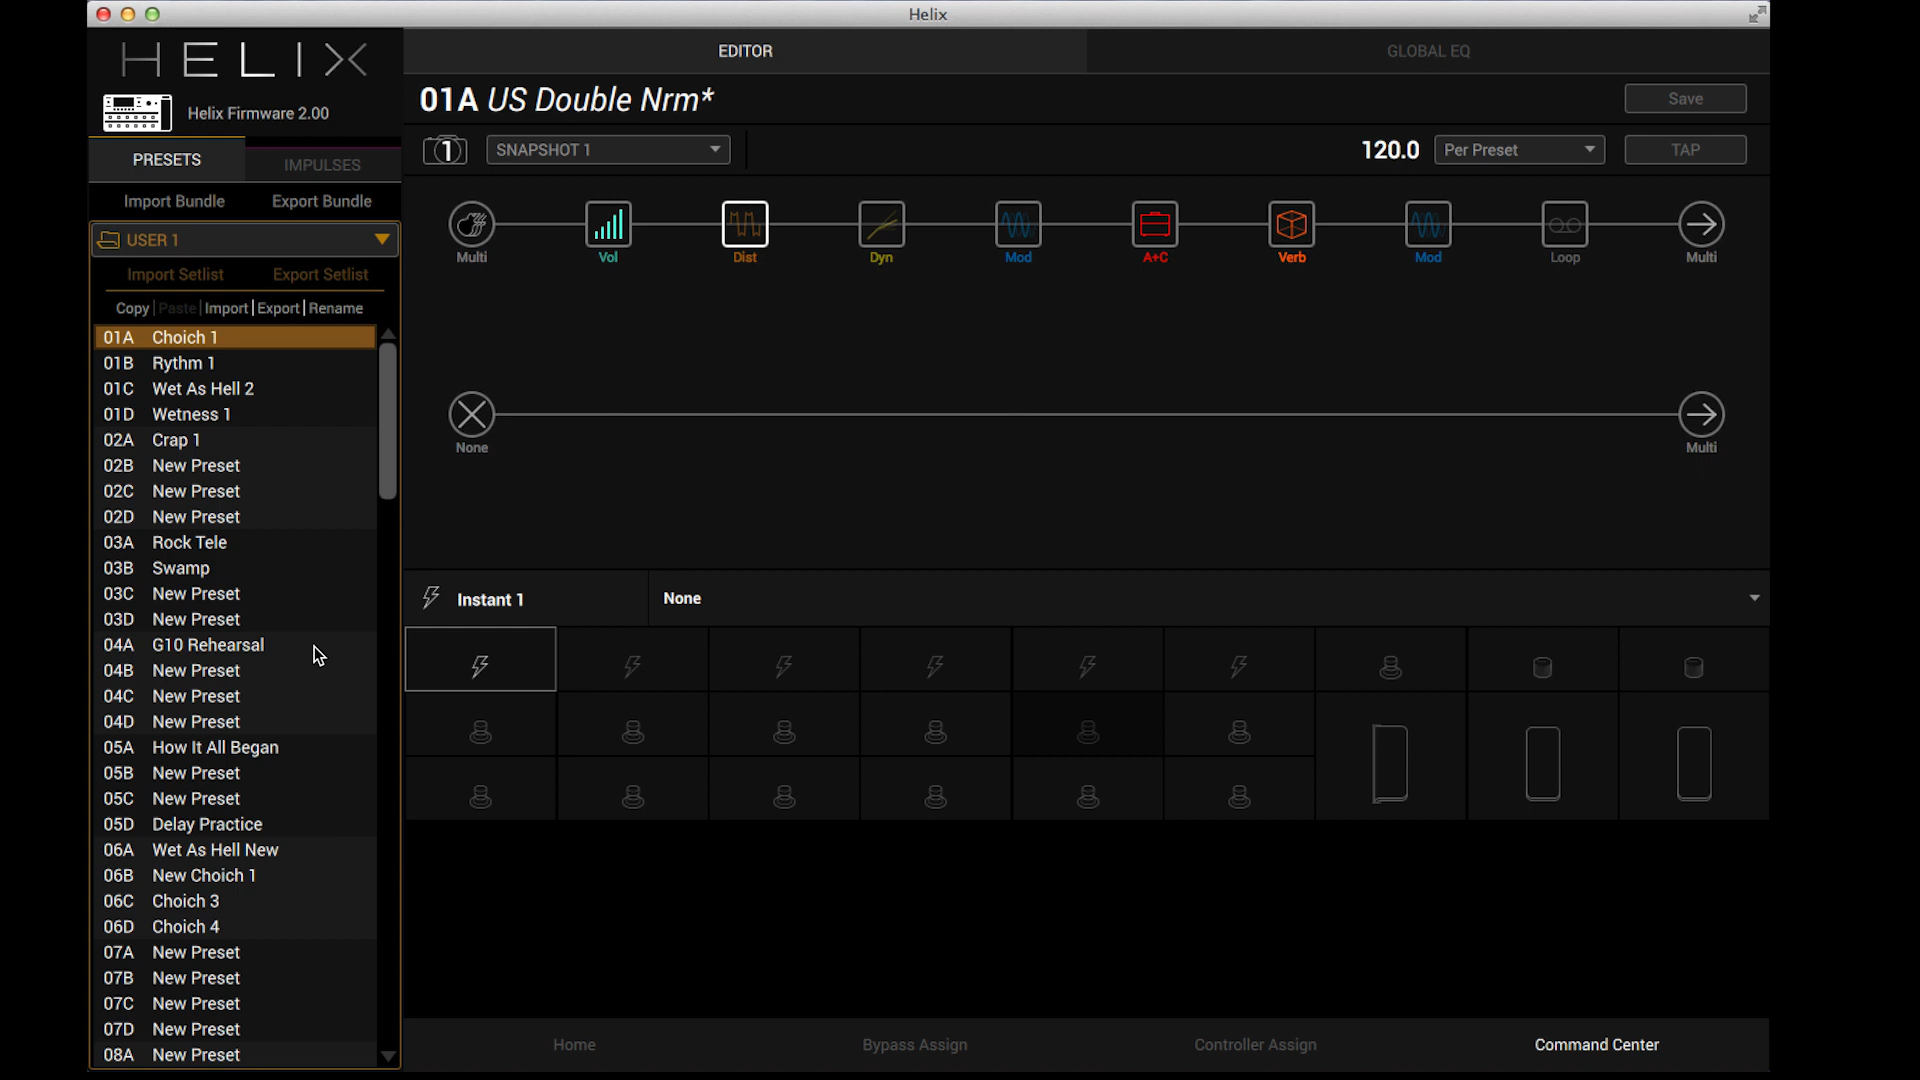 Helix
HELIX
Helix Firmware 2.00
PRESETS
IMPULSES
Import Bundle
Export Bundle
USER 1
Import Setlist
Export Setlist
Copy | Paste | Import | Export | Rename
01A Choich 1
01B Rythm 1
01C Wet As Hell 2
01D Wetness 1
02A Crap 1
02B New Preset
02C New Preset
02D New Preset
03A Rock Tele
03B Swamp
03C New Preset
03D New Preset
04A G10 Rehearsal
04B New Preset
04C New Preset
04D New Preset
05A How It All Began
05B New Preset
05C New Preset
05D Delay Practice
06A Wet As Hell New
06B New Choich 1
06C Choich 3
06D Choich 4
07A New Preset
07B New Preset
07C New Preset
07D New Preset
08A New Preset
EDITOR
GLOBAL EQ
01A US Double Nrm*
Save
1
SNAPSHOT 1
120.0
Per Preset
TAP
Multi Vol Dist Dyn Mod A+C Verb Mod Loop Multi
None Multi
Instant 1
None
Home
Bypass Assign
Controller Assign
Command Center